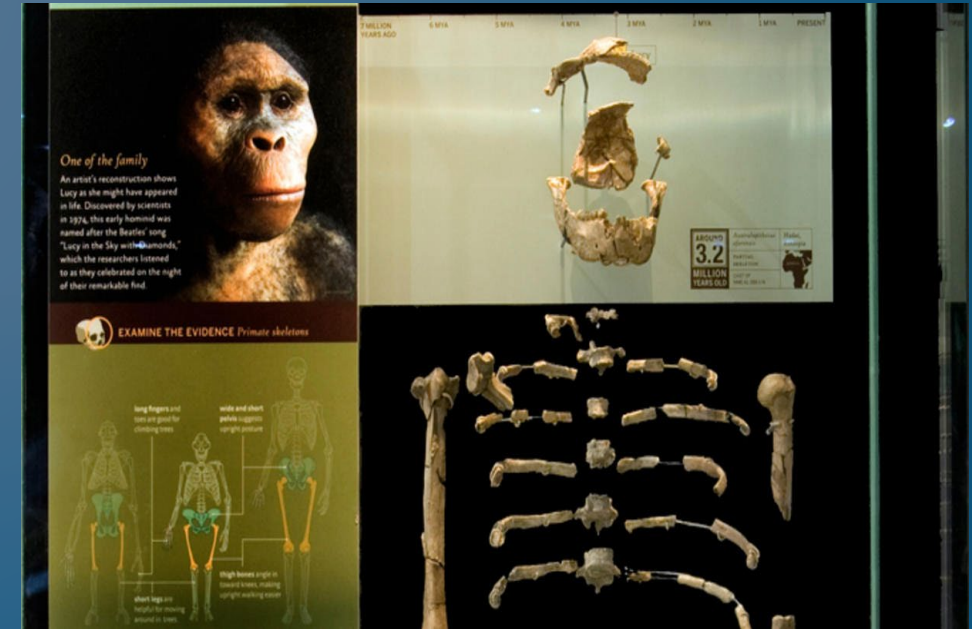 7 MILLION
YEARS AGO
6 MYA
5 MYA
4 MYA
3 MYA
2 MYA
1 MYA
PRESENT
One of the family
An artist's reconstruction shows
Lucy as she might have appeared
in life. Discovered by scientists
in 1974, this early hominid was
named after the Beatles' song
"Lucy in the Sky with Diamonds,"
which the researchers listened
to as they celebrated on the night
of their remarkable find.
AROUND
3.2
MILLION
YEARS OLD
Australopithecus
afarensis
Hadar,
Ethiopia
PARTIAL
SKELETON
EXAMINE THE EVIDENCE Primate skeletons
long fingers and
toes are good for
climbing trees
wide and short
pelvis suggests
upright posture
thigh bones angle in
toward knees, making
upright walking easier
short legs are
helpful for moving
around in trees